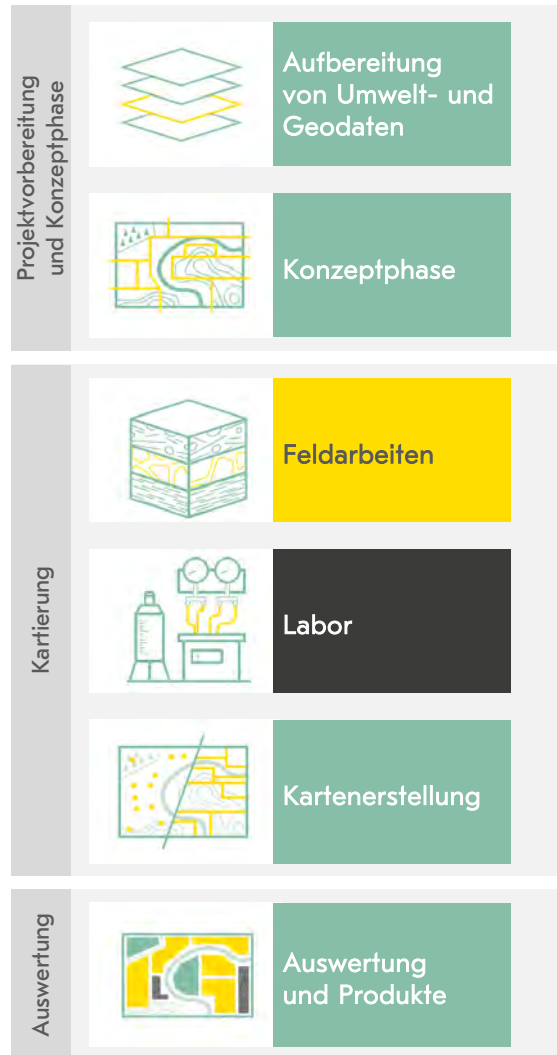 Projektvorbereitung
und Konzeptphase
Aufbereitung
von Umwelt- und
Geodaten
Konzeptphase
Kartierung
Feldarbeiten
Labor
Kartenerstellung
Auswertung
Auswertung
und Produkte